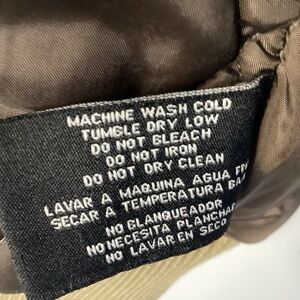 MACHINE WASH COLD
TUMBLE DRY LOW
DO NOT BLEACH
DO NOT IRON
DO NOT DRY CLEAN
LAVAR A MAQUINA AGUA
SECAR A TEMPERATURA
NO BLANQUEADOR
NO NECESITA PLANCHAR
NO LAVAR EN SECO